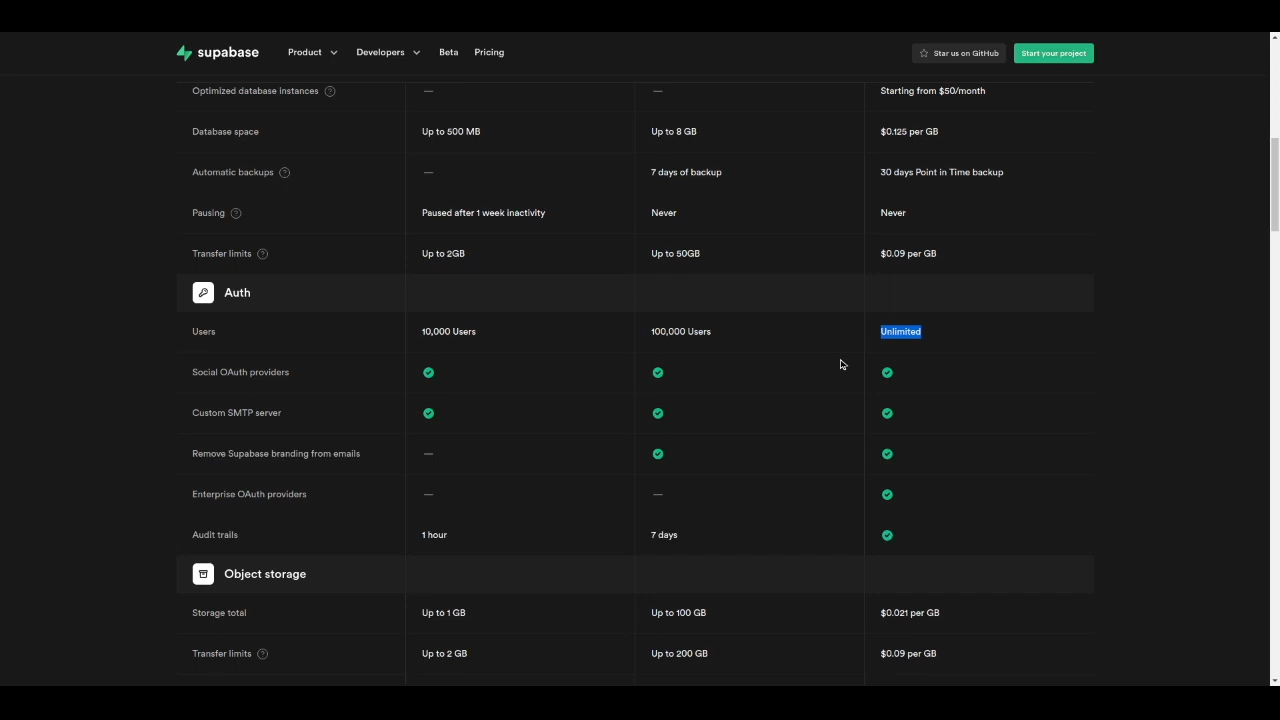 supabase Product Developers Beta Pricing Star us on GitHub Start your project
Optimized database instances ? — — Starting from $50/month
Database space Up to 500 MB Up to 8 GB $0.125 per GB
Automatic backups ? — 7 days of backup 30 days Point in Time backup
Pausing ? Paused after 1 week inactivity Never Never
Transfer limits ? Up to 2GB Up to 50GB $0.09 per GB
Auth
Users 10,000 Users 100,000 Users Unlimited
Social OAuth providers
Custom SMTP server
Remove Supabase branding from emails —
Enterprise OAuth providers — —
Audit trails 1 hour 7 days
Object storage
Storage total Up to 1 GB Up to 100 GB $0.021 per GB
Transfer limits ? Up to 2 GB Up to 200 GB $0.09 per GB